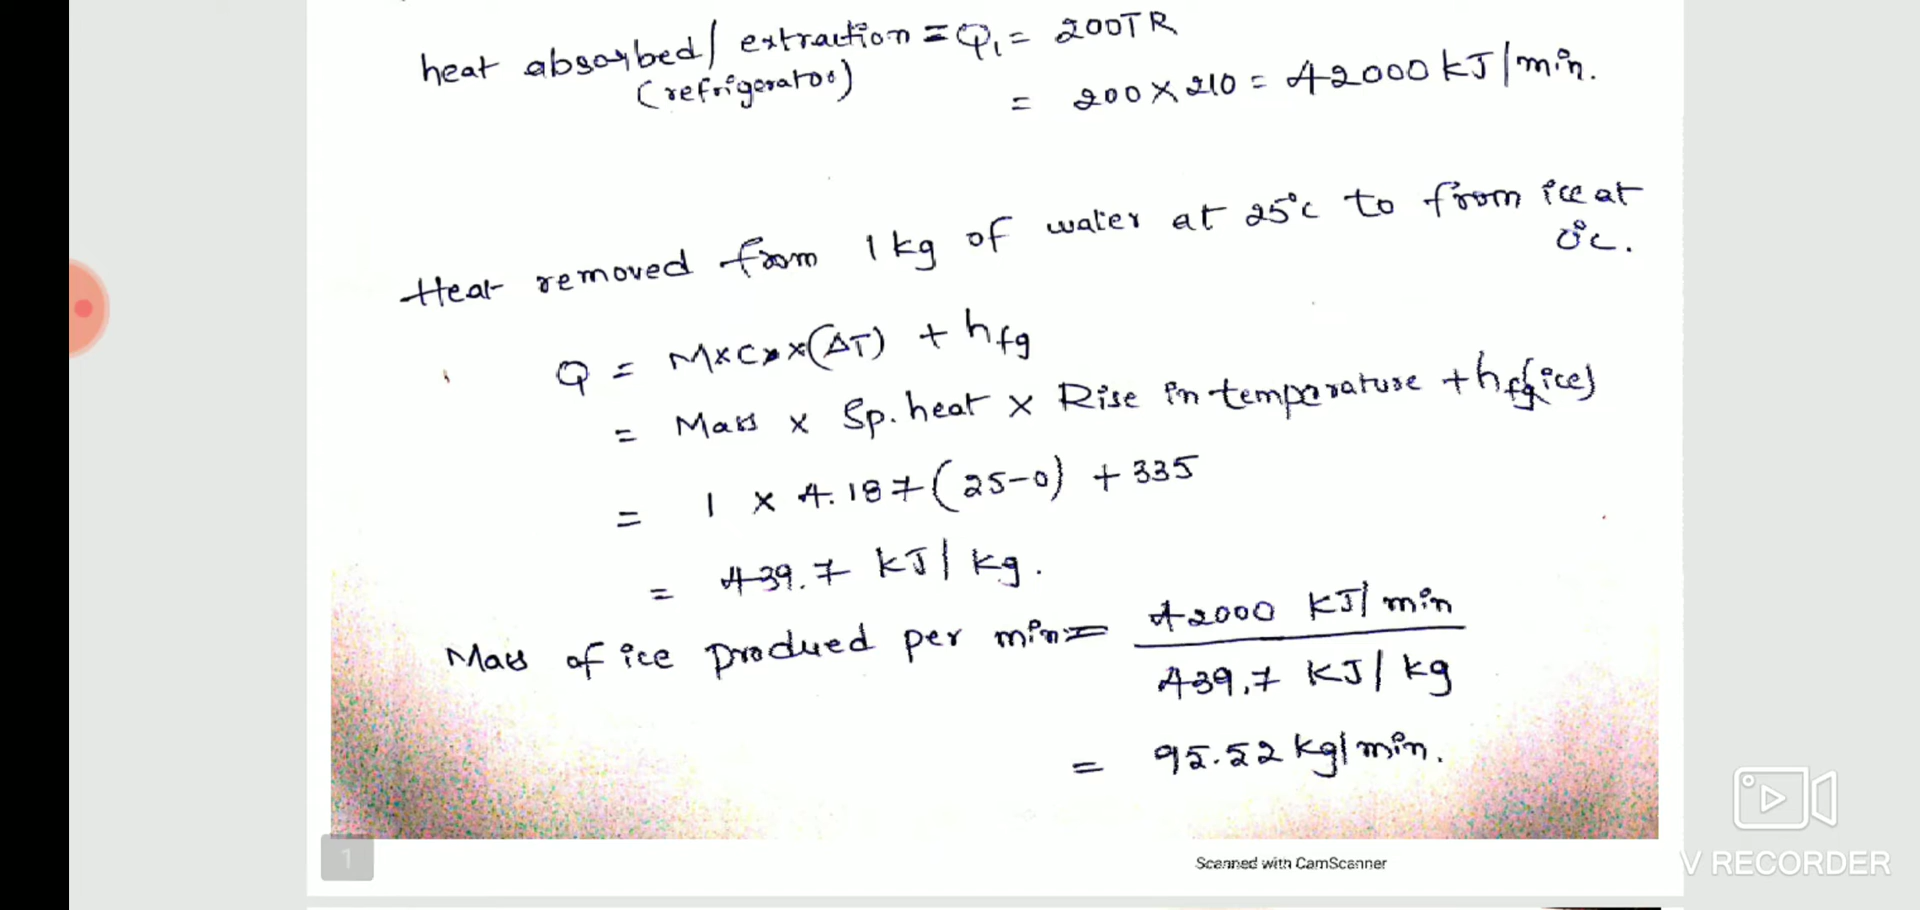 heat absorbed/ extraction = Q₁ = 200TR
(refrigerator)
= 200 × 210 = 42000 kJ/min.
Heat removed from 1 kg of water at 25°c to from ice at
0°c.
Q = M×C××(ΔT) + hfg
= Mass × Sp. heat × Rise in temperature + hfg(ice)
= 1 × 4.187(25-0) + 335
= 439.7 kJ/kg.
Mass of ice produed per min = 42000 KJ/min
439.7 KJ/kg
= 95.52 kg/min.
1
Scanned with CamScanner
V RECORDER